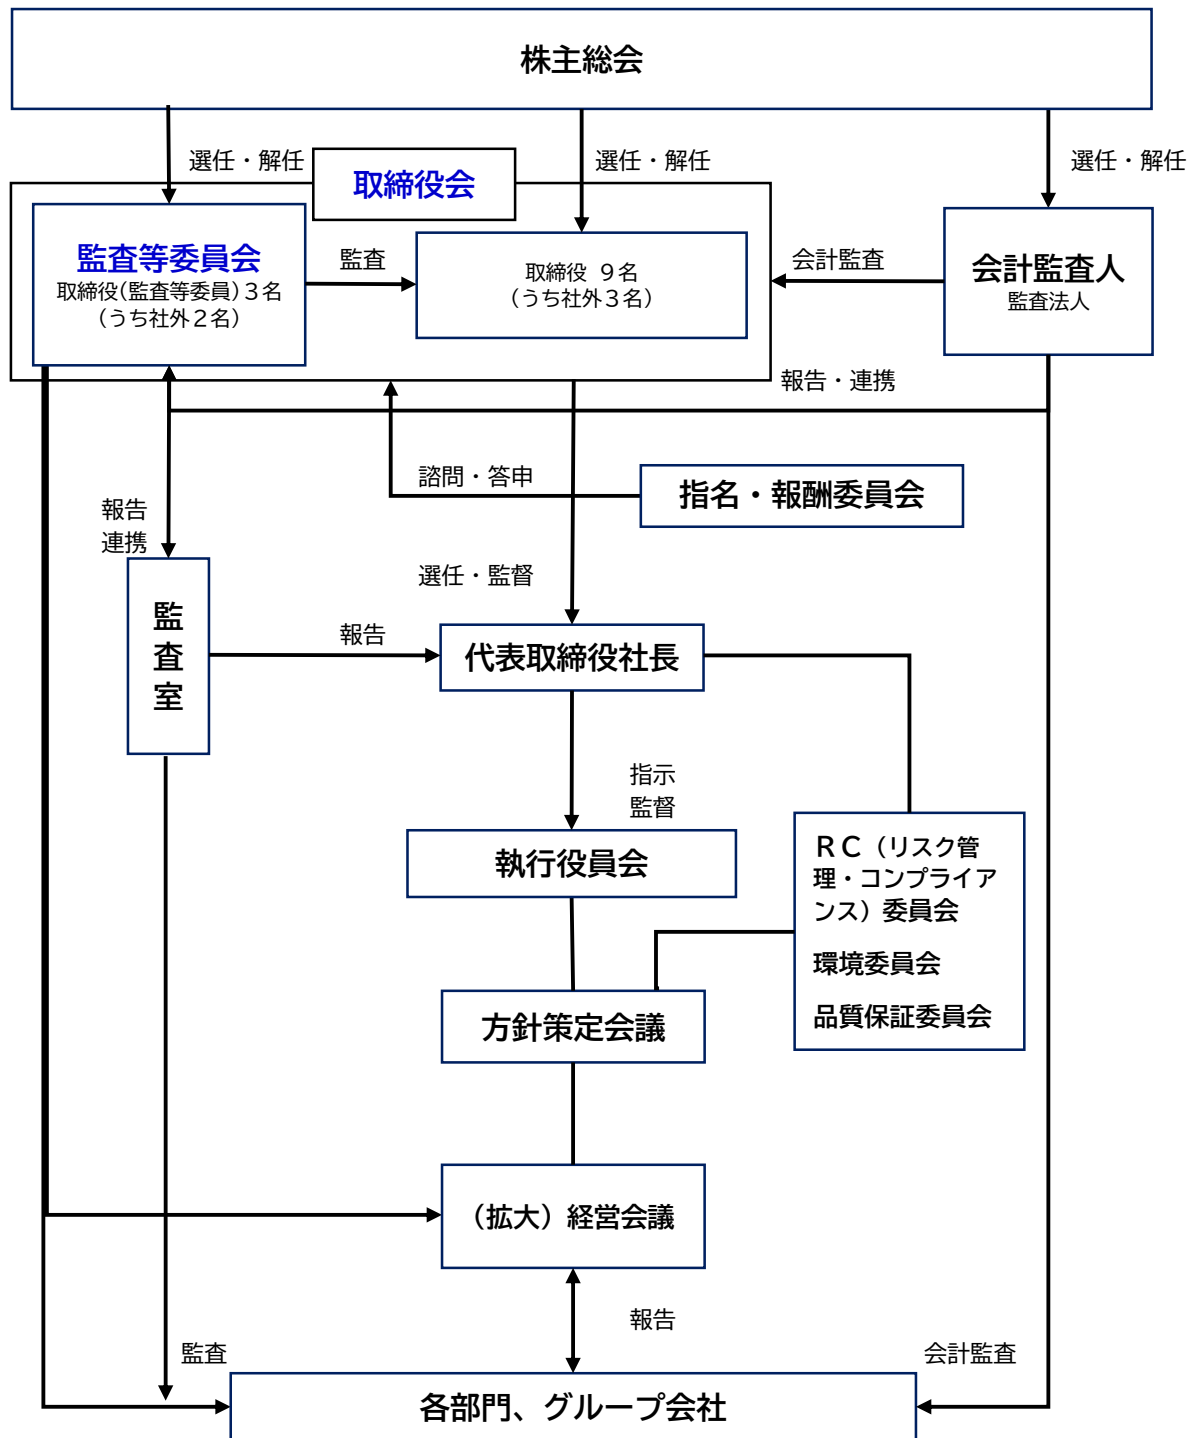 株主総会
選任・解任
選任・解任
選任・解任
取締役会
監査等委員会
取締役(監査等委員)３名
（うち社外２名）
監査
取締役 ９名
（うち社外３名）
会計監査
会計監査人
監査法人
報告・連携
諮問・答申
指名・報酬委員会
報告
連携
選任・監督
監
査
室
報告
代表取締役社長
指示
監督
執行役員会
ＲＣ（リスク管
理・コンプライア
ンス）委員会
環境委員会
品質保証委員会
方針策定会議
（拡大）経営会議
報告
監査
会計監査
各部門、グループ会社